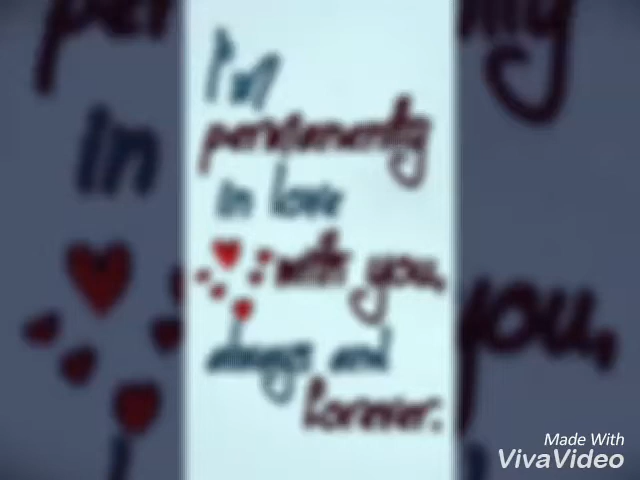 I'm
permanently
in love
with you,
always and
forever.
Made With
VivaVideo